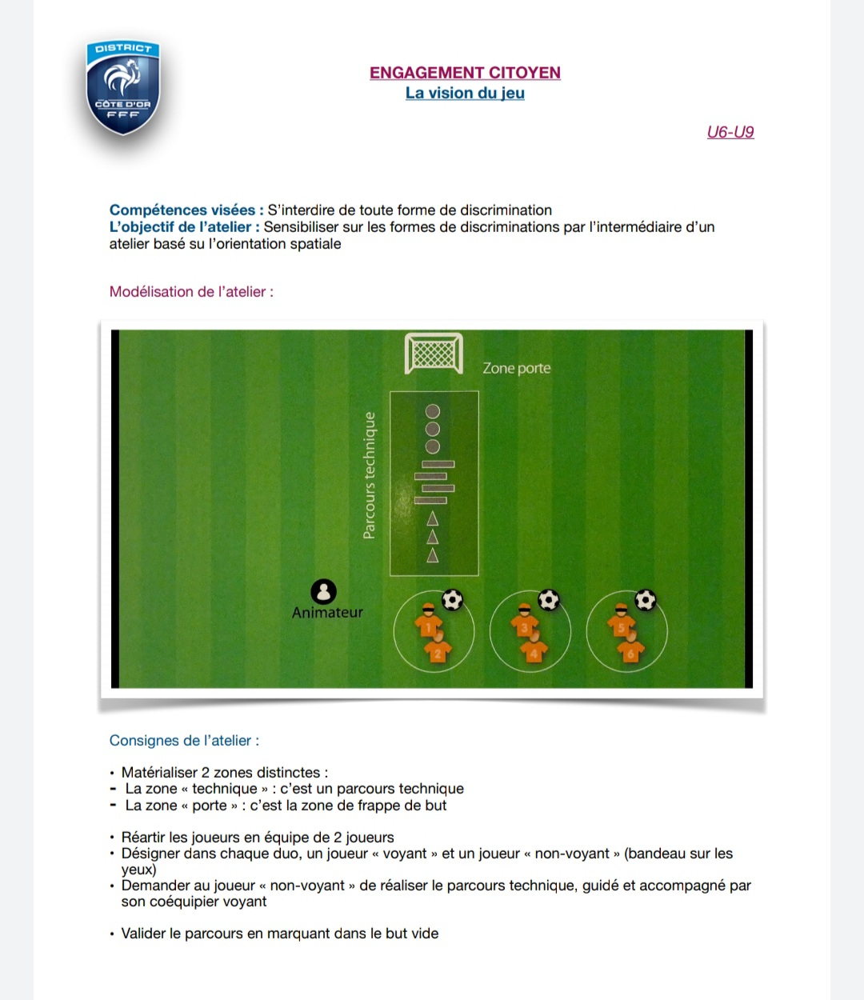 DISTRICT
CÔTE D'OR
FFF
ENGAGEMENT CITOYEN
La vision du jeu
U6-U9
Compétences visées : S'interdire de toute forme de discrimination
L'objectif de l'atelier : Sensibiliser sur les formes de discriminations par l'intermédiaire d'un
atelier basé su l'orientation spatiale
Modélisation de l'atelier :
Zone porte
Parcours technique
Animateur
1
2
3
4
5
6
Consignes de l'atelier :
• Matérialiser 2 zones distinctes :
- La zone « technique » : c'est un parcours technique
- La zone « porte » : c'est la zone de frappe de but
• Réartir les joueurs en équipe de 2 joueurs
• Désigner dans chaque duo, un joueur « voyant » et un joueur « non-voyant » (bandeau sur les
yeux)
• Demander au joueur « non-voyant » de réaliser le parcours technique, guidé et accompagné par
son coéquipier voyant
• Valider le parcours en marquant dans le but vide